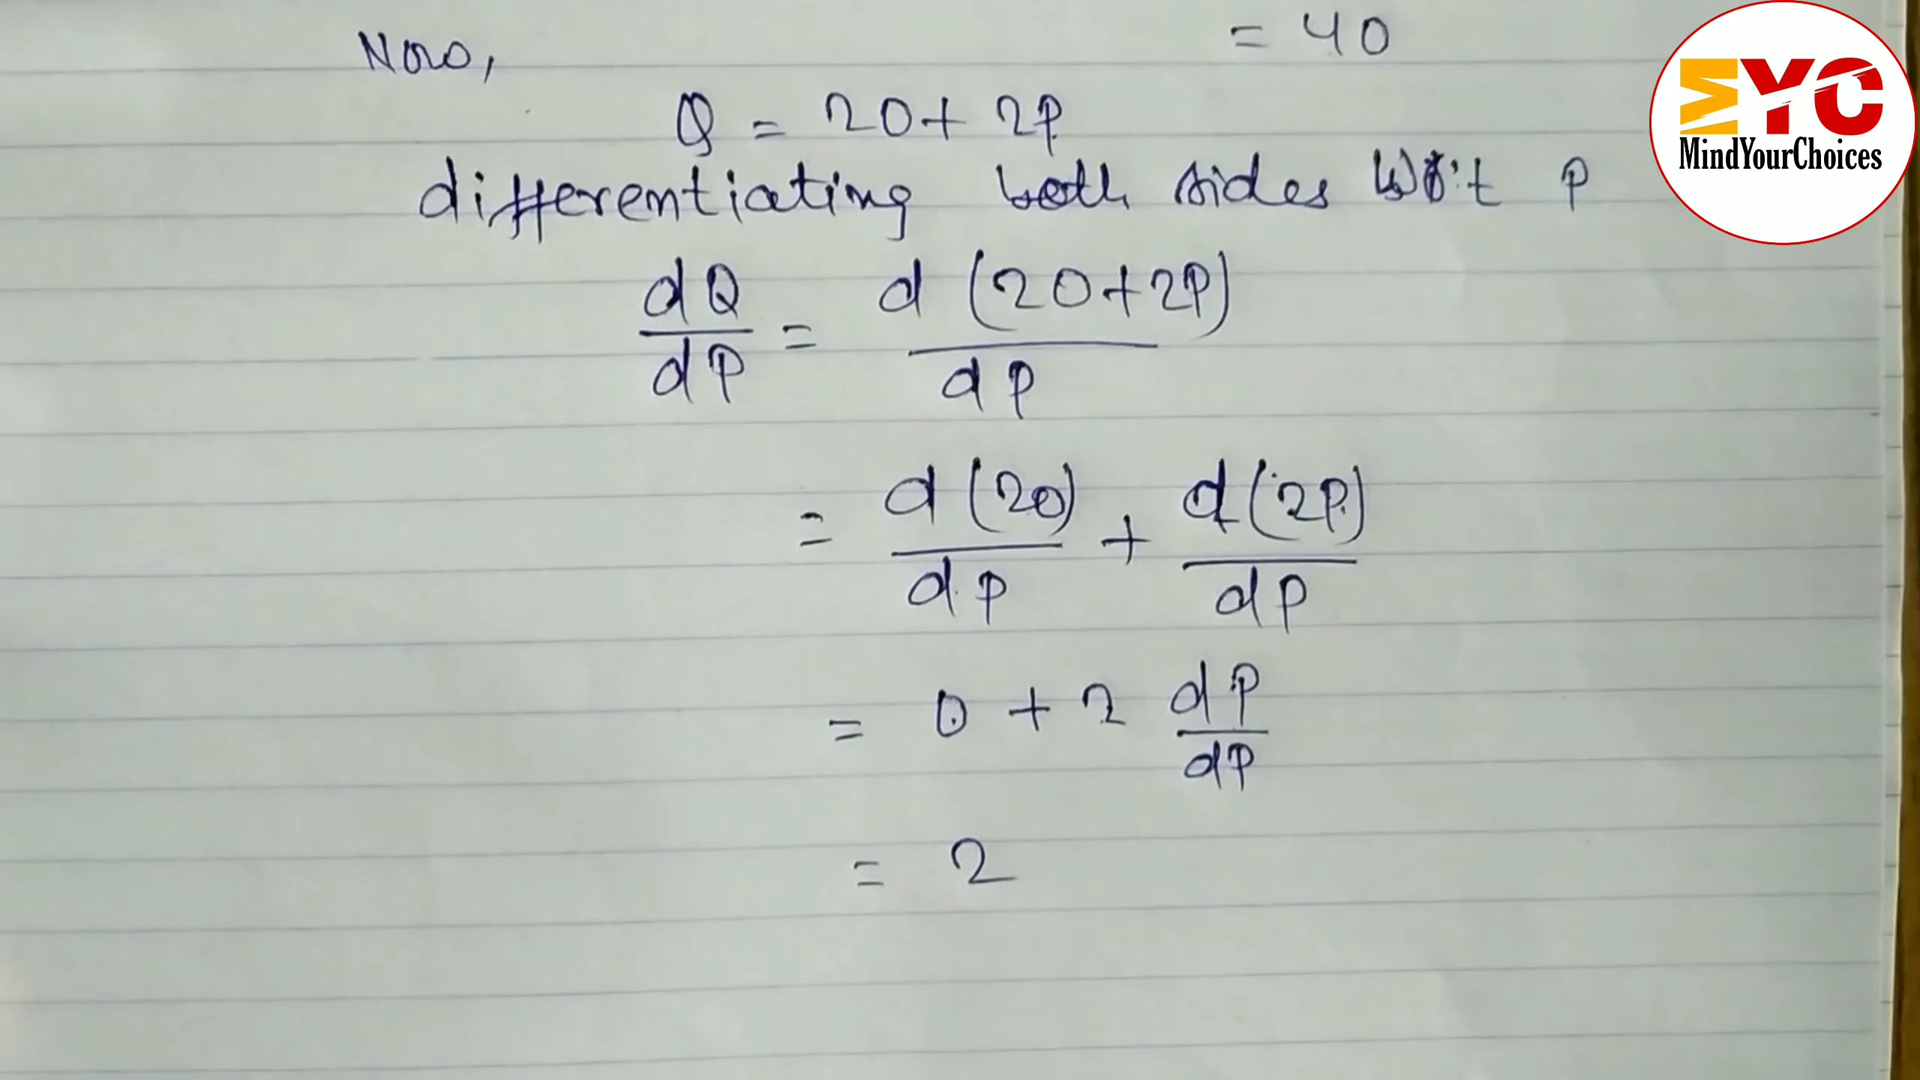 = 40
Now,
Q = 20 + 2P
differentiating both sides w.r.t P
dQ/dP = d (20+2P)/dP
= d (20)/dP + d (2P)/dP
= 0 + 2 dP/dP
= 2
MYC
MindYourChoices